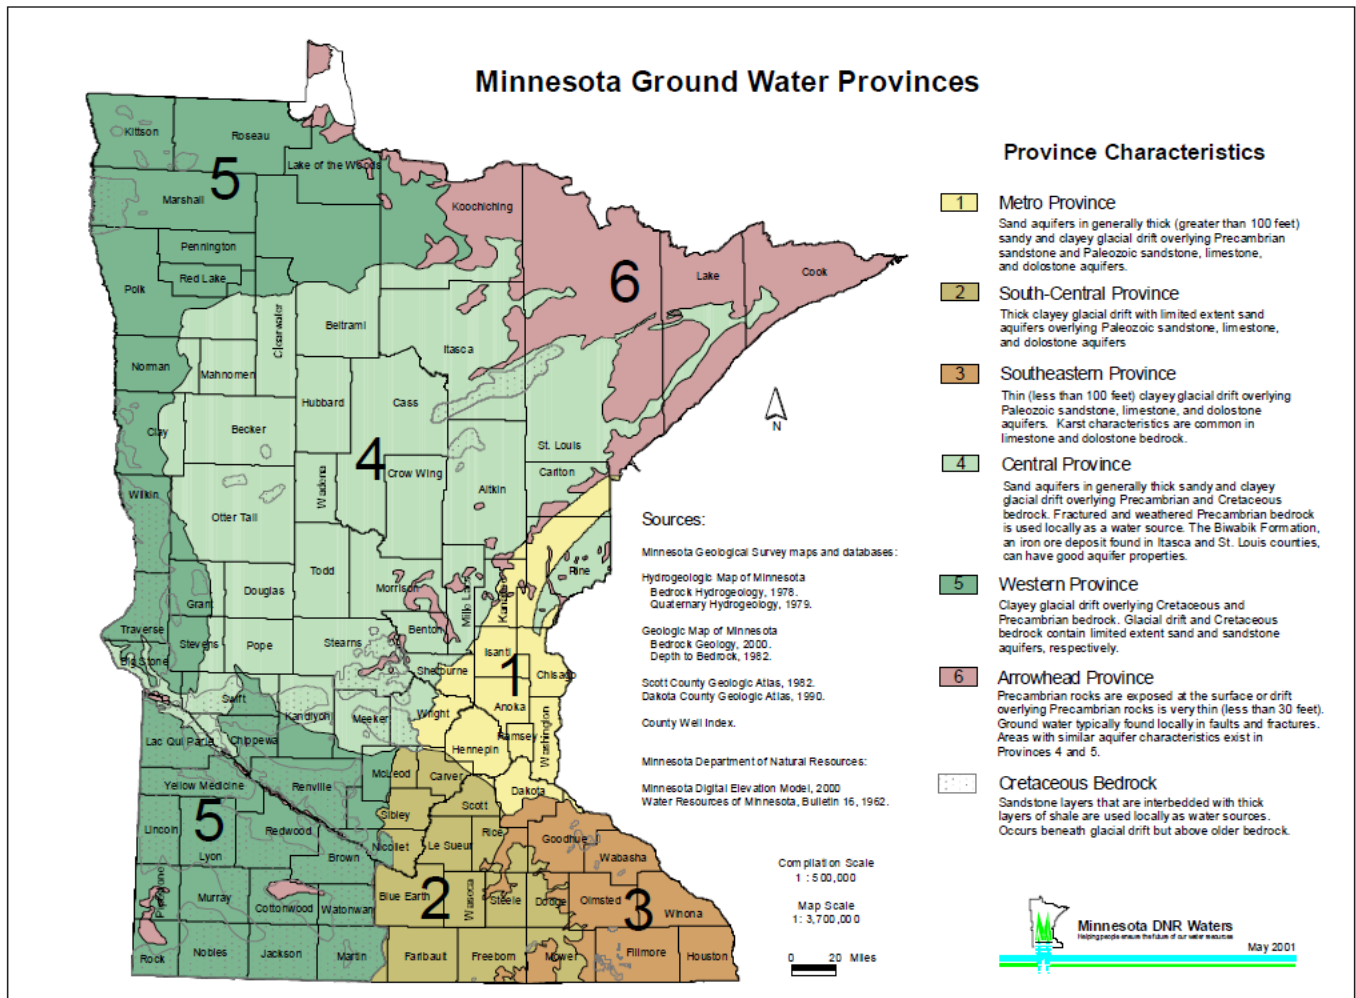 Minnesota Ground Water Provinces
Kittson
Roseau
Lake of the Woods
5
Marshall
Koochiching
Pennington
Red Lake
Polk
6
Lake
Cook
Clearwater
Beltrami
Itasca
Norman
Mahnomen
Hubbard
Cass
N
Clay
Becker
St. Louis
4
Crow Wing
Carlton
Wadena
Aitkin
Wilkin
Otter Tail
Pine
Todd
Morrison
Mille Lacs
Kanabec
Grant
Douglas
Traverse
Benton
Stevens
Pope
Stearns
Isanti
Big Stone
Sherburne
1
Chisago
Swift
Kandiyohi
Meeker
Wright
Anoka
Ramsey
Washington
Lac Qui Parle
Chippewa
Hennepin
McLeod
Carver
Yellow Medicine
Renville
Dakota
Scott
Sibley
5
Lincoln
Lyon
Redwood
Rice
Goodhue
Nicollet
Le Sueur
Brown
Wabasha
Pipestone
Murray
Cottonwood
Watonwan
Blue Earth
2
Waseca
Steele
Dodge
Olmsted
3
Winona
Rock
Nobles
Jackson
Martin
Faribault
Freeborn
Mower
Fillmore
Houston
Sources:
Minnesota Geological Survey maps and databases:
Hydrogeologic Map of Minnesota
Bedrock Hydrogeology, 1978.
Quaternary Hydrogeology, 1979.
Geologic Map of Minnesota
Bedrock Geology, 2000.
Depth to Bedrock, 1982.
Scott County Geologic Atlas, 1982.
Dakota County Geologic Atlas, 1990.
County Well Index.
Minnesota Department of Natural Resources:
Minnesota Digital Elevation Model, 2000
Water Resources of Minnesota, Bulletin 16, 1962.
Compilation Scale
1 : 500,000
Map Scale
1: 3,700,000
0 20 Miles
Province Characteristics
1 Metro Province
Sand aquifers in generally thick (greater than 100 feet)
sandy and clayey glacial drift overlying Precambrian
sandstone and Paleozoic sandstone, limestone,
and dolostone aquifers.
2 South-Central Province
Thick clayey glacial drift with limited extent sand
aquifers overlying Paleozoic sandstone, limestone,
and dolostone aquifers
3 Southeastern Province
Thin (less than 100 feet) clayey glacial drift overlying
Paleozoic sandstone, limestone, and dolostone
aquifers. Karst characteristics are common in
limestone and dolostone bedrock.
4 Central Province
Sand aquifers in generally thick sandy and clayey
glacial drift overlying Precambrian and Cretaceous
bedrock. Fractured and weathered Precambrian bedrock
is used locally as a water source. The Biwabik Formation,
an iron ore deposit found in Itasca and St. Louis counties,
can have good aquifer properties.
5 Western Province
Clayey glacial drift overlying Cretaceous and
Precambrian bedrock. Glacial drift and Cretaceous
bedrock contain limited extent sand and sandstone
aquifers, respectively.
6 Arrowhead Province
Precambrian rocks are exposed at the surface or drift
overlying Precambrian rocks is very thin (less than 30 feet).
Ground water typically found locally in faults and fractures.
Areas with similar aquifer characteristics exist in
Provinces 4 and 5.
Cretaceous Bedrock
Sandstone layers that are interbedded with thick
layers of shale are used locally as water sources.
Occurs beneath glacial drift but above older bedrock.
Minnesota DNR Waters
Helping people ensure the future of our water resources
May 2001